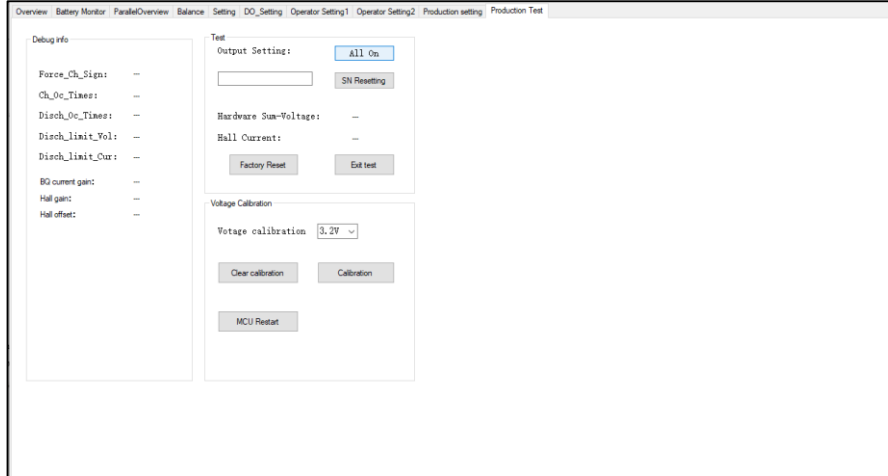 Overview Battery Monitor ParallelOverview Balance Setting DO_Setting Operator Setting1 Operator Setting2 Production setting Production Test
Debug info
Force_Ch_Sign: --
Ch_Oc_Times: --
Disch_Oc_Times: --
Disch_limit_Vol: --
Disch_limit_Cur: --
BQ current gain: --
Hall gain: --
Hall offset: --
Test
Output Setting: All On
SN Resetting
Hardware Sum-Voltage: --
Hall Current: --
Factory Reset Exit test
Voltage Calibration
Votage calibration 3.2V
Clear calibration Calibration
MCU Restart